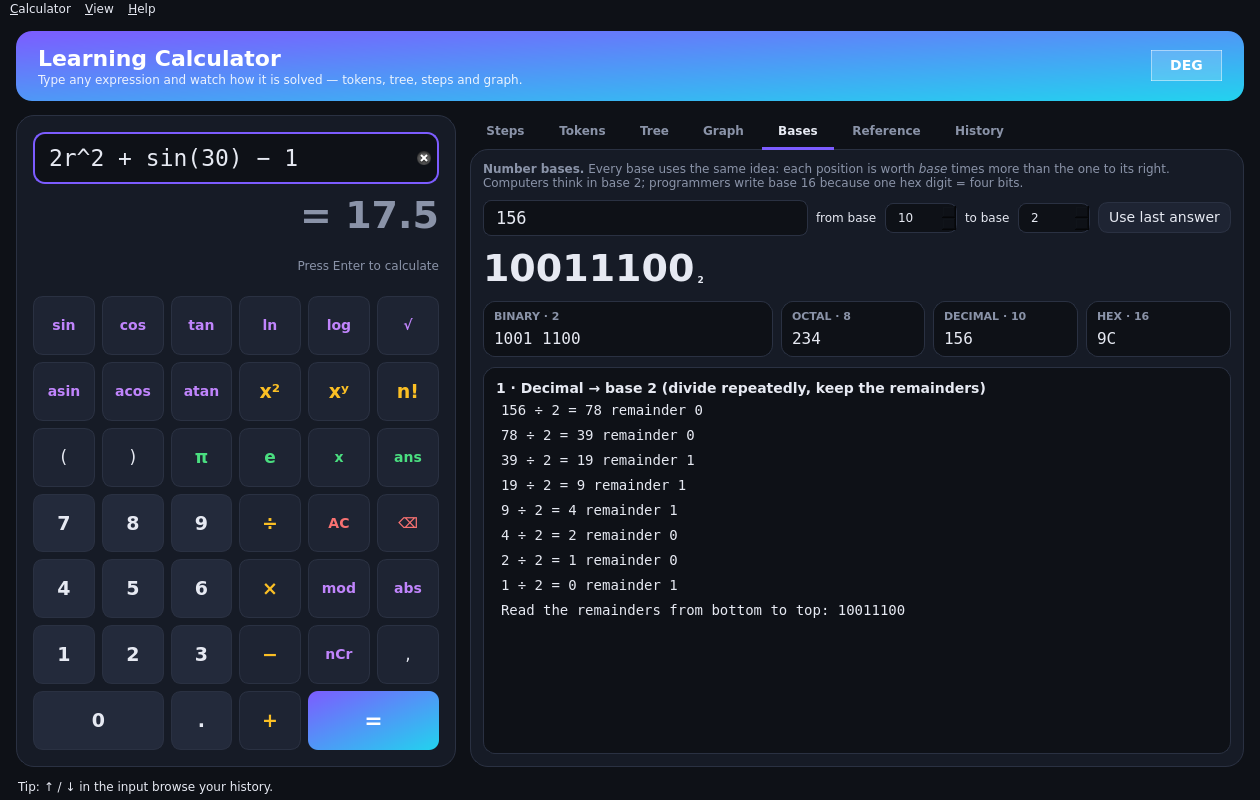 Calculator View Help
Learning Calculator
Type any expression and watch how it is solved — tokens, tree, steps and graph.
DEG
2r^2 + sin(30) − 1
= 17.5
Press Enter to calculate
sin cos tan ln log √
asin acos atan x² xʸ n!
( ) π e x ans
7 8 9 ÷ AC ⌫
4 5 6 × mod abs
1 2 3 − nCr ,
0 . + =
Steps Tokens Tree Graph Bases Reference History
Number bases. Every base uses the same idea: each position is worth base times more than the one to its right.
Computers think in base 2; programmers write base 16 because one hex digit = four bits.
156 from base 10 to base 2 Use last answer
10011100₂
BINARY · 2 OCTAL · 8 DECIMAL · 10 HEX · 16
1001 1100 234 156 9C
1 · Decimal → base 2 (divide repeatedly, keep the remainders)
156 ÷ 2 = 78 remainder 0
78 ÷ 2 = 39 remainder 0
39 ÷ 2 = 19 remainder 1
19 ÷ 2 = 9 remainder 1
9 ÷ 2 = 4 remainder 1
4 ÷ 2 = 2 remainder 0
2 ÷ 2 = 1 remainder 0
1 ÷ 2 = 0 remainder 1
Read the remainders from bottom to top: 10011100
Tip: ↑ / ↓ in the input browse your history.